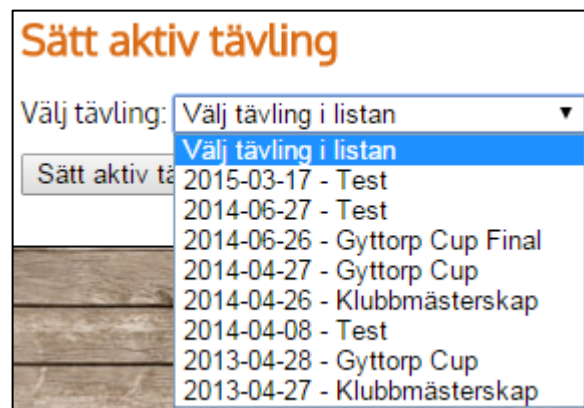 Sätt aktiv tävling
Välj tävling: Välj tävling i listan
Välj tävling i listan
Sätt aktiv
2015-03-17 - Test
2014-06-27 - Test
2014-06-26 - Gyttorp Cup Final
2014-04-27 - Gyttorp Cup
2014-04-26 - Klubbmästerskap
2014-04-08 - Test
2013-04-28 - Gyttorp Cup
2013-04-27 - Klubbmästerskap